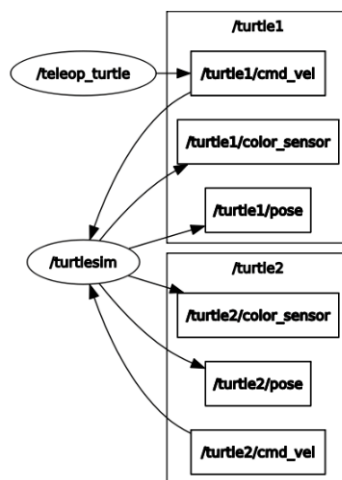 /turtle1
/teleop_turtle
/turtle1/cmd_vel
/turtle1/color_sensor
/turtle1/pose
/turtlesim
/turtle2
/turtle2/color_sensor
/turtle2/pose
/turtle2/cmd_vel